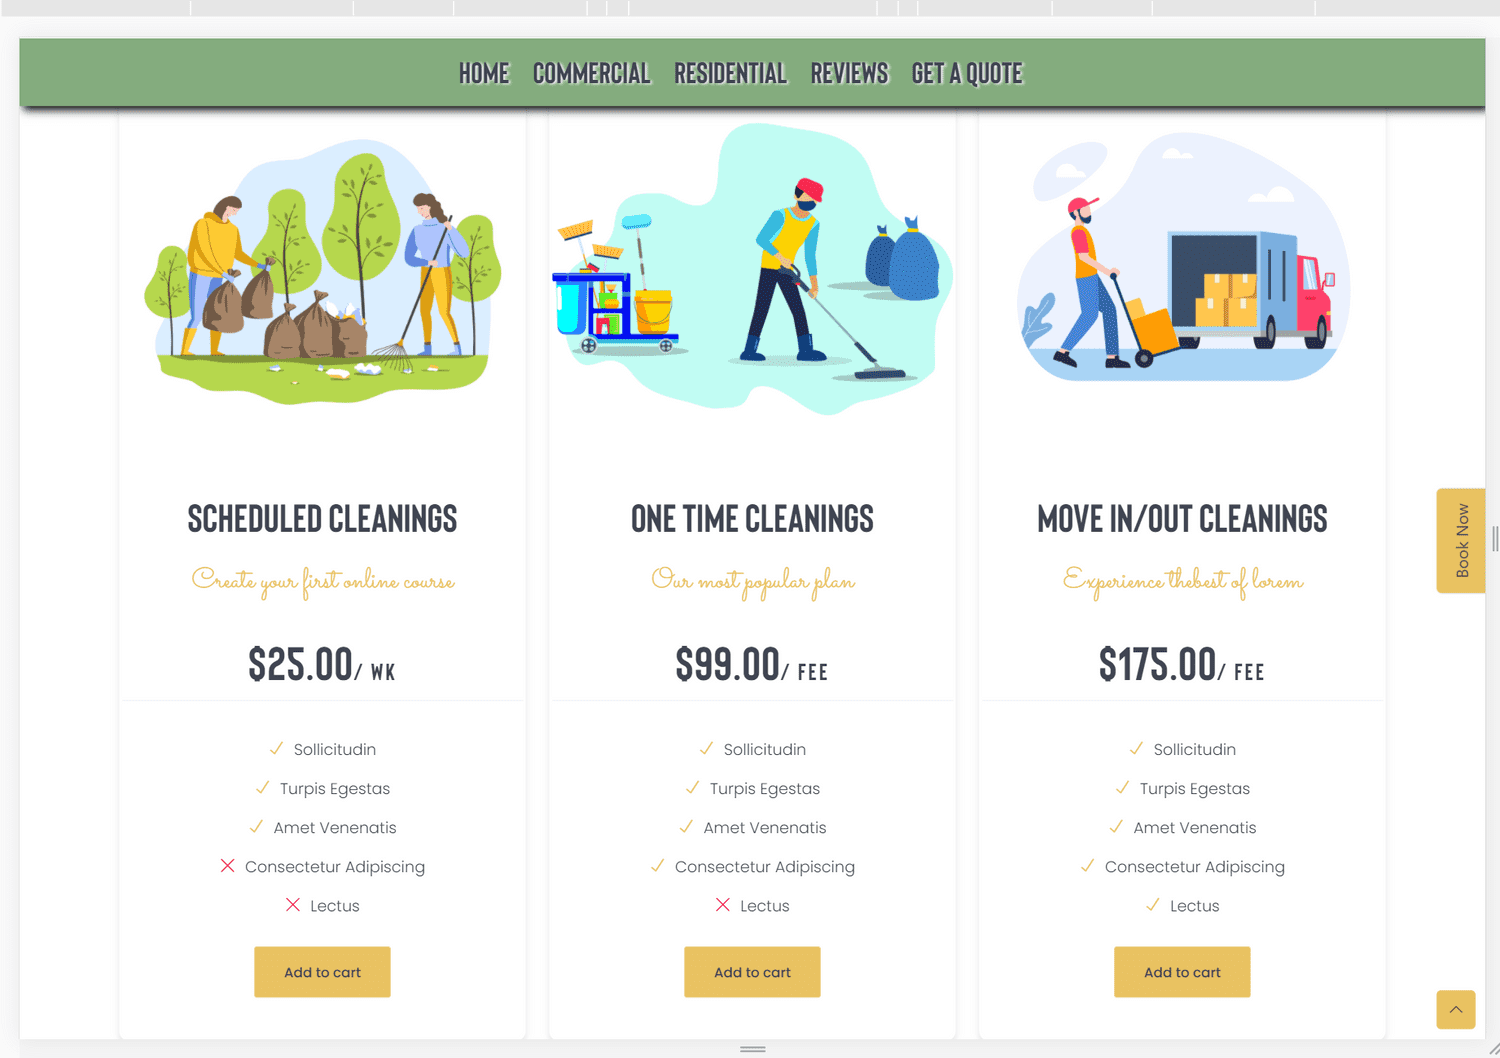 HOME COMMERCIAL RESIDENTIAL REVIEWS GET A QUOTE
SCHEDULED CLEANINGS
Create your first online course
$25.00/ WK
Sollicitudin
Turpis Egestas
Amet Venenatis
Consectetur Adipiscing
Lectus
Add to cart
ONE TIME CLEANINGS
Our most popular plan
$99.00/ FEE
Sollicitudin
Turpis Egestas
Amet Venenatis
Consectetur Adipiscing
Lectus
Add to cart
MOVE IN/OUT CLEANINGS
Experience thebest of lorem
$175.00/ FEE
Sollicitudin
Turpis Egestas
Amet Venenatis
Consectetur Adipiscing
Lectus
Add to cart
Book Now